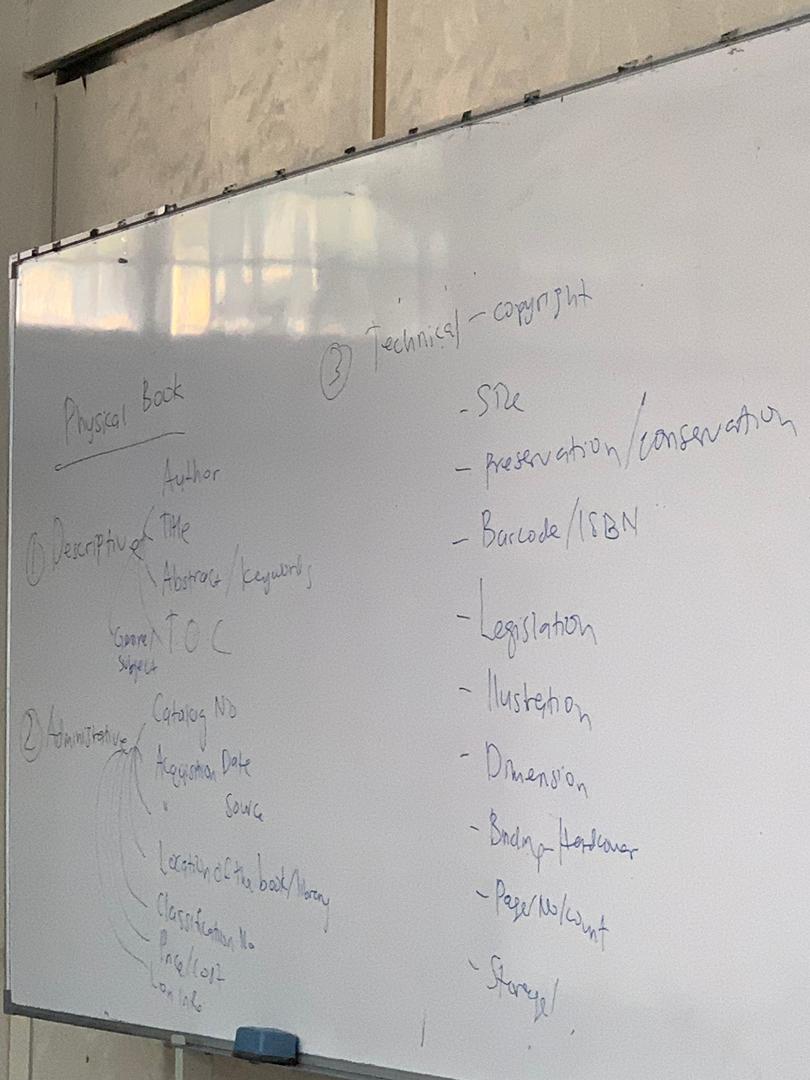 Physical Book
① Descriptive
Author
Title
Abstract/keywords
TOC
Genre/
Subject
② Administrative
Catalog No
Acqquisition Date
" Source
Location of the book/library
Classification No
Price/Cost
Loan Info
③ Technical - copyright
- Size
- Preservation/conservation
- Barcode/ISBN
- Legislation
- Illustration
- Dimension
- Binding-Hardcover
- Page/No/count
- Storage/